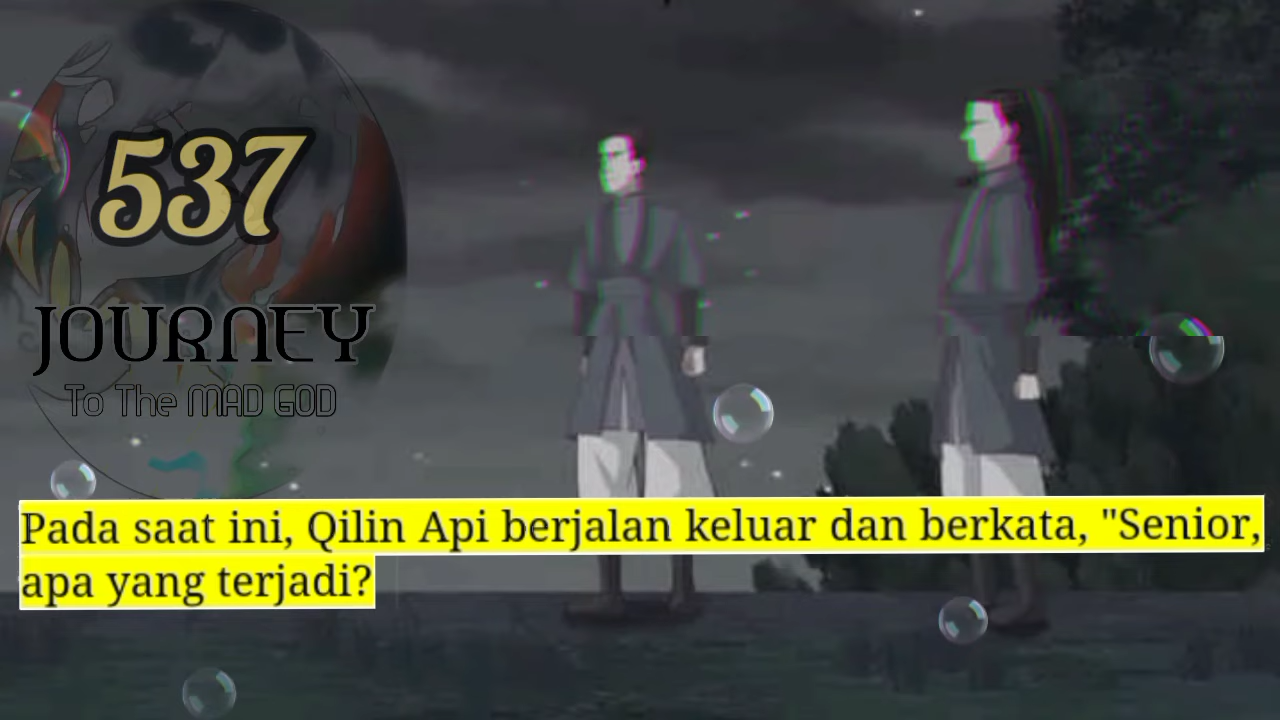 537
JOURNEY
To The MAD GOD
Pada saat ini, Qilin Api berjalan keluar dan berkata, "Senior,
apa yang terjadi?